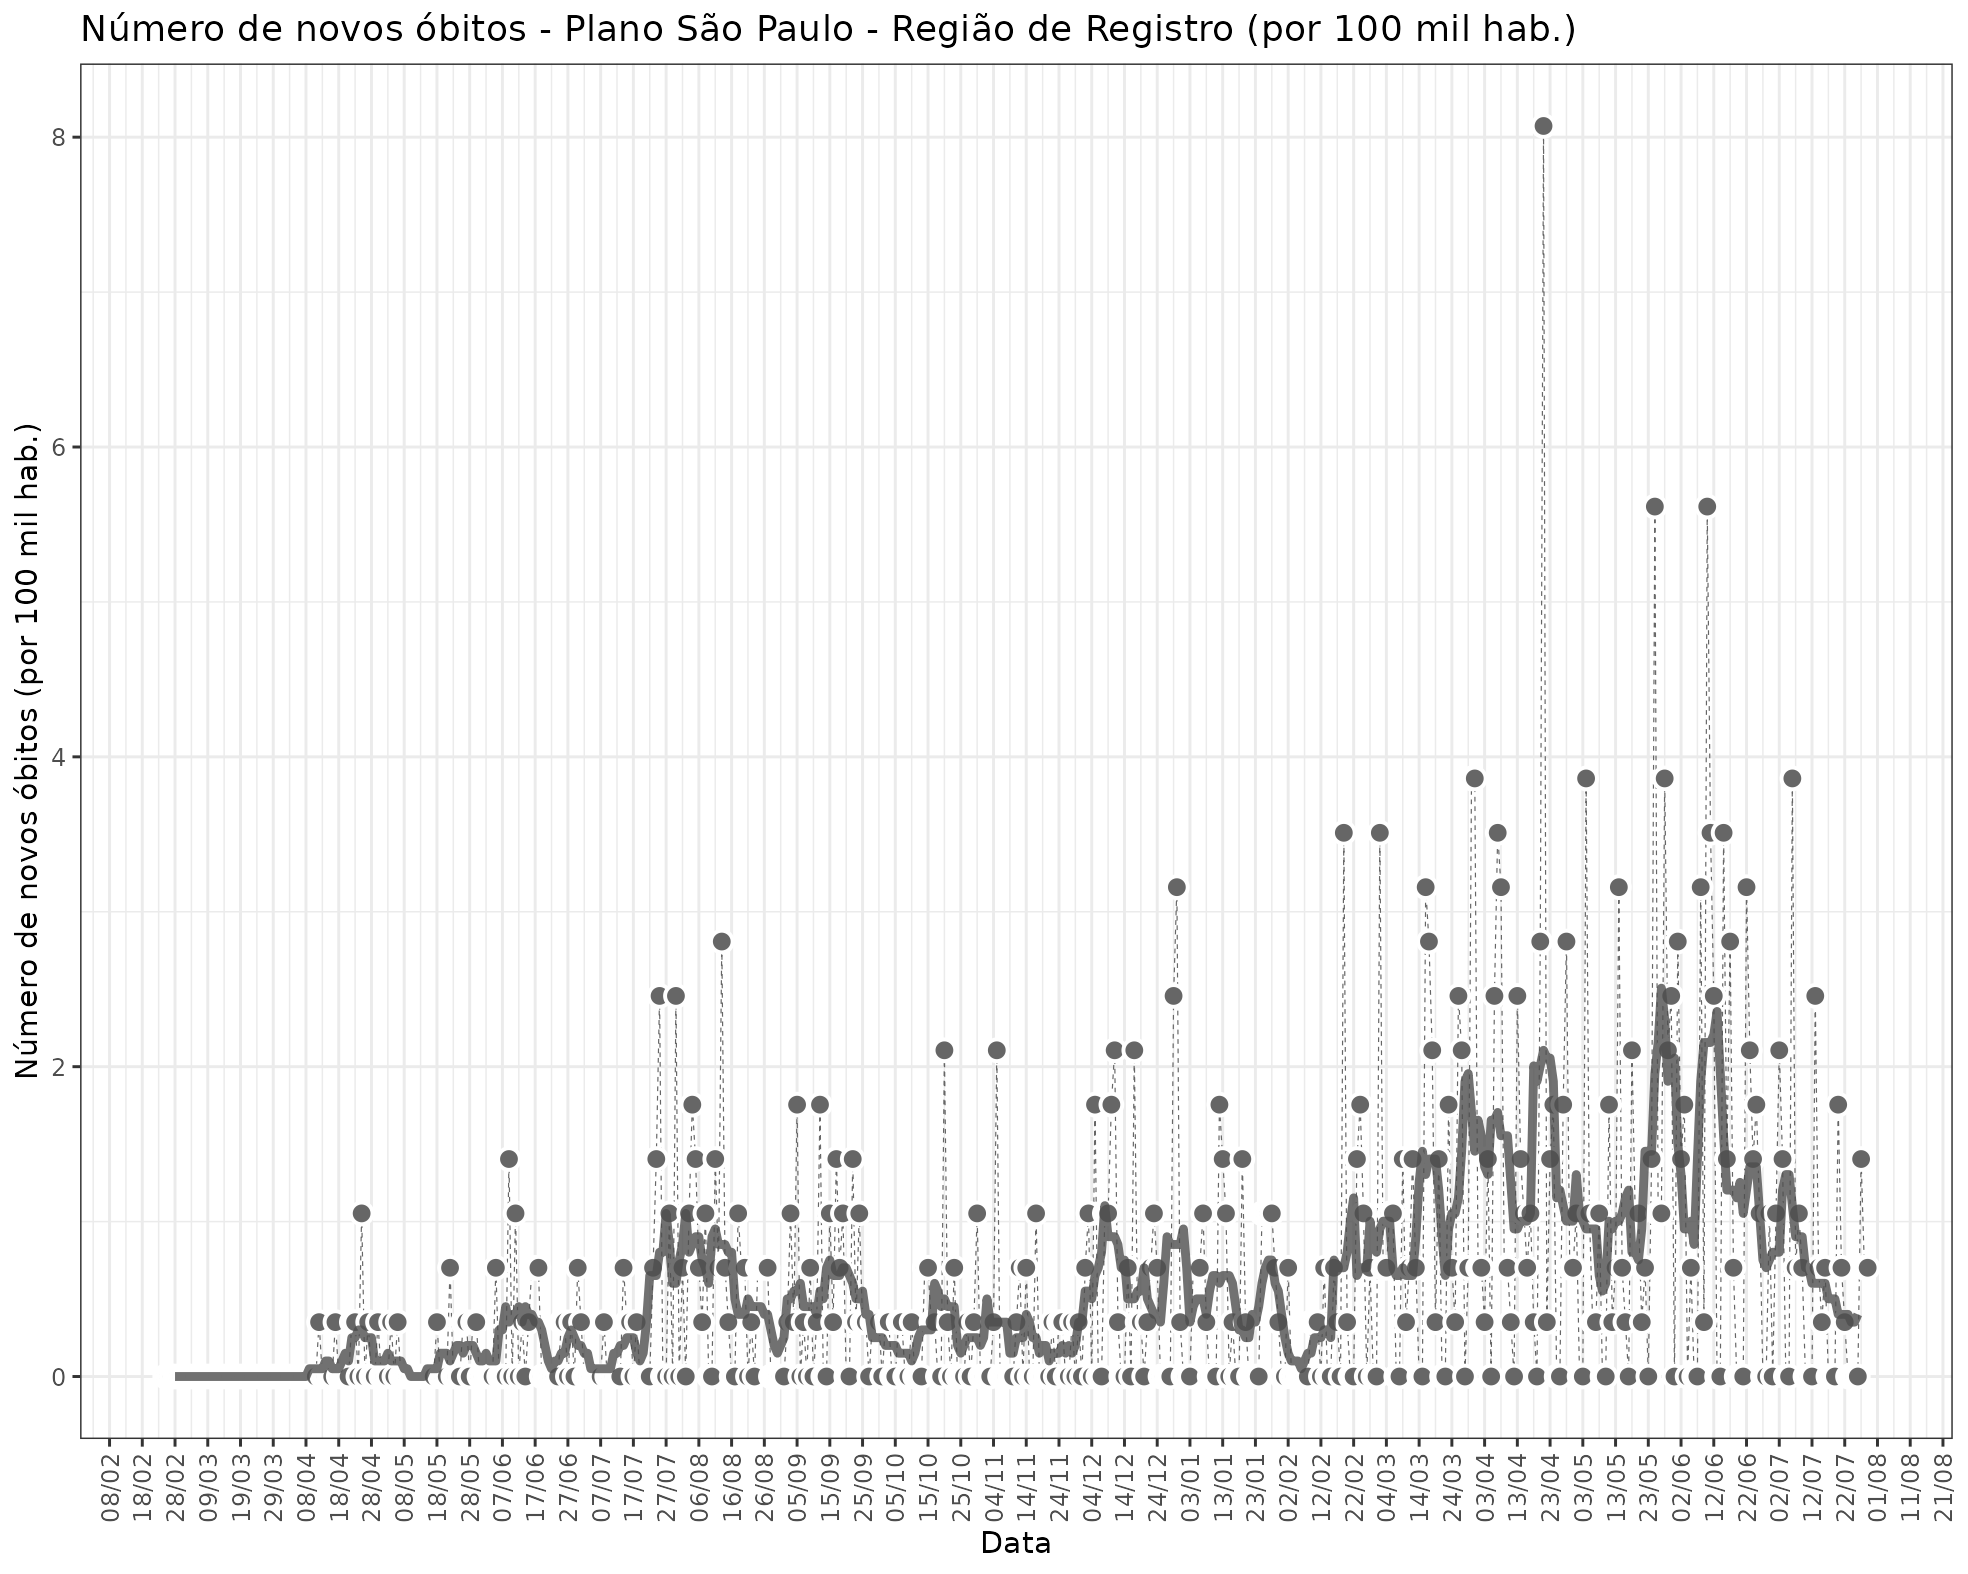 Número de novos óbitos - Plano São Paulo - Região de Registro (por 100 mil hab.)
Número de novos óbitos (por 100 mil hab.)
8
6
4
2
0
08/02 18/02 28/02 09/03 19/03 29/03 08/04 18/04 28/04 08/05 18/05 28/05 07/06 17/06 27/06 07/07 17/07 27/07 06/08 16/08 26/08 05/09 15/09 25/09 05/10 15/10 25/10 04/11 14/11 24/11 04/12 14/12 24/12 03/01 13/01 23/01 02/02 12/02 22/02 04/03 14/03 24/03 03/04 13/04 23/04 03/05 13/05 23/05 02/06 12/06 22/06 02/07 12/07 22/07 01/08 11/08 21/08
Data